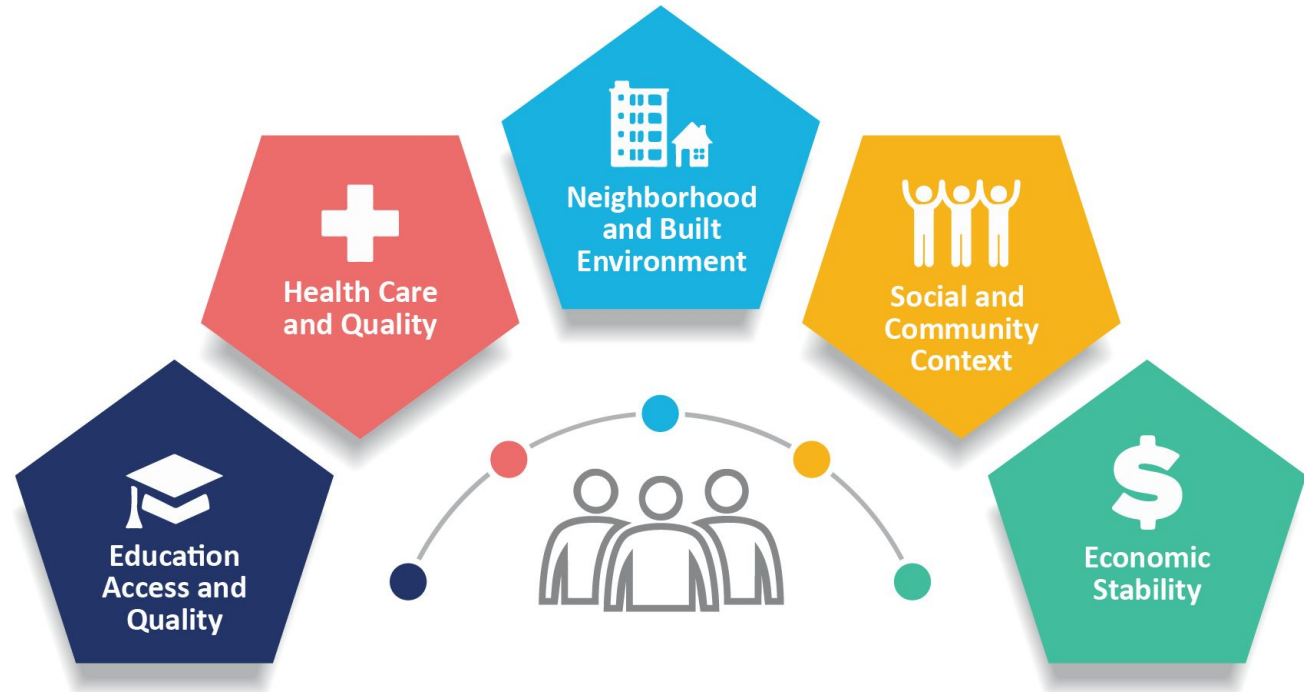 Education
Access and
Quality
Health Care
and Quality
Neighborhood
and Built
Environment
Social and
Community
Context
$
Economic
Stability